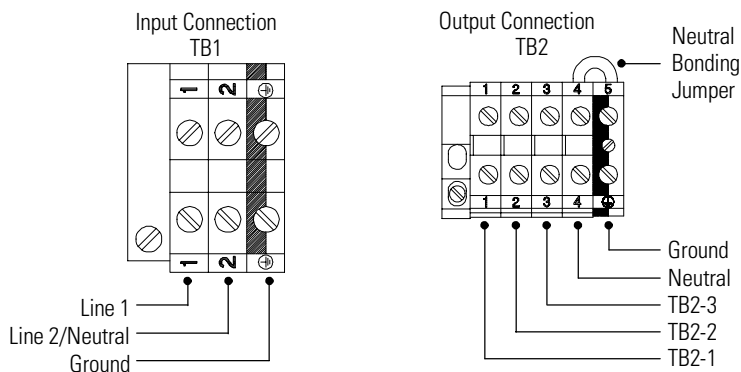 Input Connection
TB1
1 2
1 2
Line 1
Line 2/Neutral
Ground
Output Connection
TB2
Neutral
Bonding
Jumper
1 2 3 4 5
1 2 3 4
Ground
Neutral
TB2-3
TB2-2
TB2-1